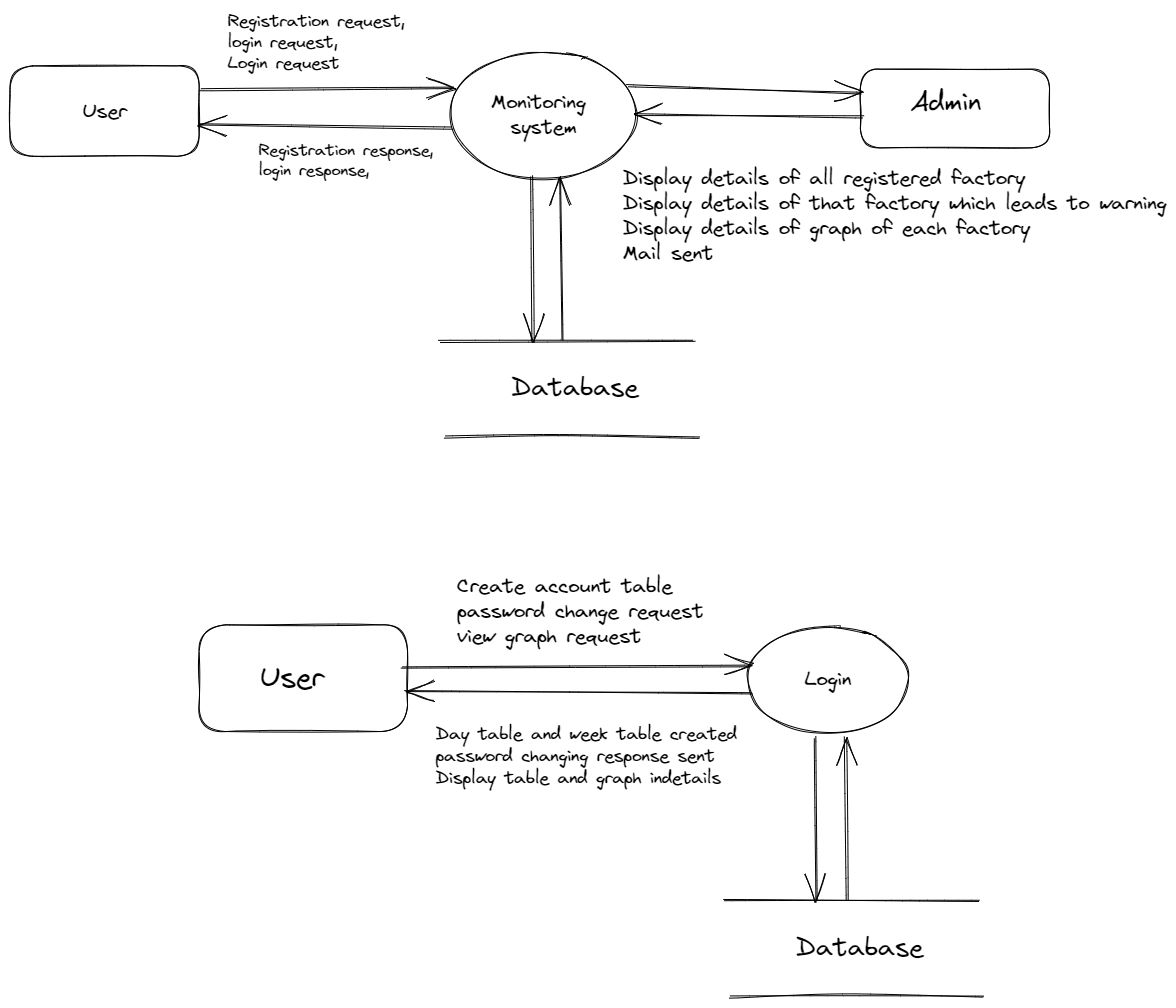 Registration request,
login request,
Login request
User
Monitoring
system
Admin
Registration response,
login response,
Display details of all registered factory
Display details of that factory which leads to warning
Display details of graph of each factory
Mail sent
Database
Create account table
password change request
view graph request
User
Login
Day table and week table created
password changing response sent
Display table and graph indetails
Database